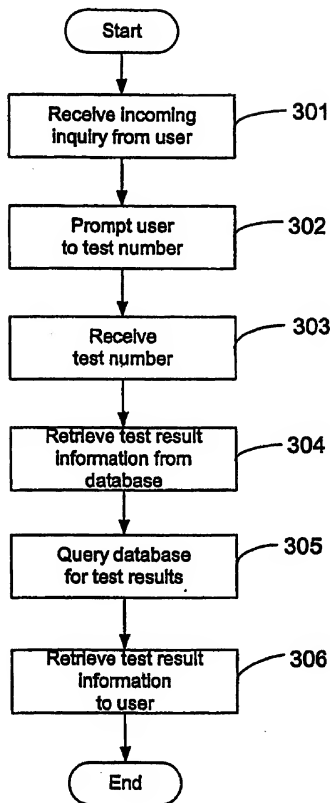 Start
Receive incoming
inquiry from user
301
Prompt user
to test number
302
Receive
test number
303
Retrieve test result
information from
database
304
Query database
for test results
305
Retrieve test result
information
to user
306
End